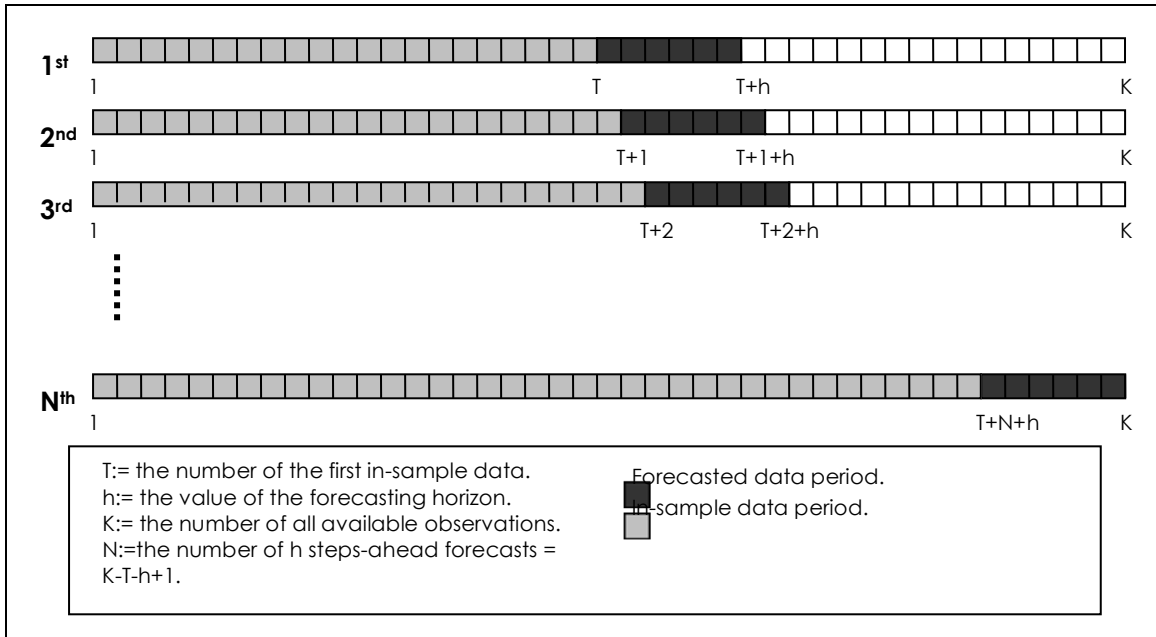 1st
1 T T+h K
2nd
1 T+1 T+1+h K
3rd
1 T+2 T+2+h K
Nth
1 T+N+h K
T:= the number of the first in-sample data.
h:= the value of the forecasting horizon.
K:= the number of all available observations.
N:=the number of h steps-ahead forecasts =
K-T-h+1.
Forecasted data period.
In-sample data period.